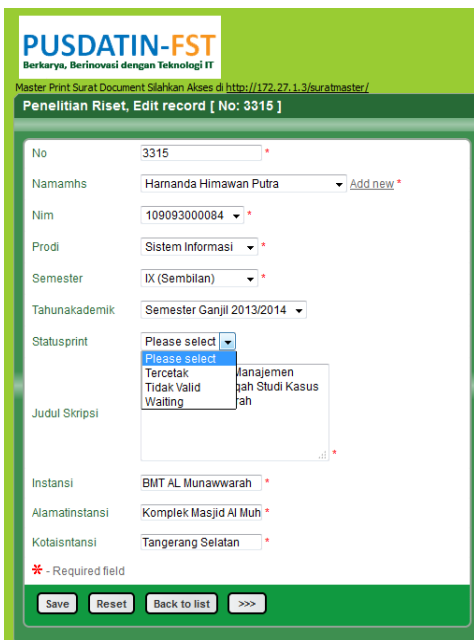 PUSDATIN-FST
Berkarya, Berinovasi dengan Teknologi IT
Master Print Surat Document Silahkan Akses di http://172.27.1.3/suratmaster/
Penelitian Riset, Edit record [ No: 3315 ]
No 3315 *
Namamhs Harnanda Himawan Putra Add new *
Nim 109093000084 *
Prodi Sistem Informasi *
Semester IX (Sembilan) *
Tahunakademik Semester Ganjil 2013/2014
Statusprint Please select
Please select
Tercetak Manajemen
Tidak Valid Studi Kasus
Waiting
Judul Skripsi *
Instansi BMT AL Munawwarah *
Alamatinstansi Komplek Masjid Al Muh *
Kotaisntansi Tangerang Selatan *
* - Required field
Save Reset Back to list >>>